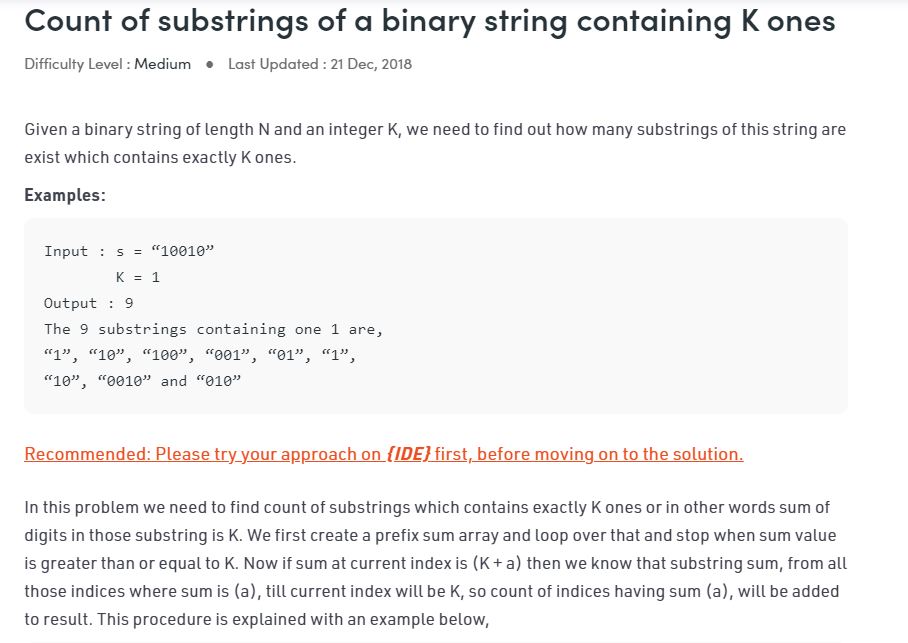 Count of substrings of a binary string containing K ones
Difficulty Level : Medium ● Last Updated : 21 Dec, 2018
Given a binary string of length N and an integer K, we need to find out how many substrings of this string are
exist which contains exactly K ones.
Examples:
Input : s = “10010”
K = 1
Output : 9
The 9 substrings containing one 1 are,
“1”, “10”, “100”, “001”, “01”, “1”,
“10”, “0010” and “010”
Recommended: Please try your approach on {IDE} first, before moving on to the solution.
In this problem we need to find count of substrings which contains exactly K ones or in other words sum of
digits in those substring is K. We first create a prefix sum array and loop over that and stop when sum value
is greater than or equal to K. Now if sum at current index is (K + a) then we know that substring sum, from all
those indices where sum is (a), till current index will be K, so count of indices having sum (a), will be added
to result. This procedure is explained with an example below,